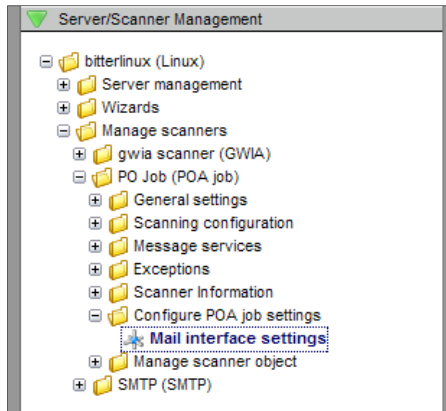 Server/Scanner Management
bitterlinux (Linux)
Server management
Wizards
Manage scanners
gwia scanner (GWIA)
PO Job (POA job)
General settings
Scanning configuration
Message services
Exceptions
Scanner Information
Configure POA job settings
Mail interface settings
Manage scanner object
SMTP (SMTP)